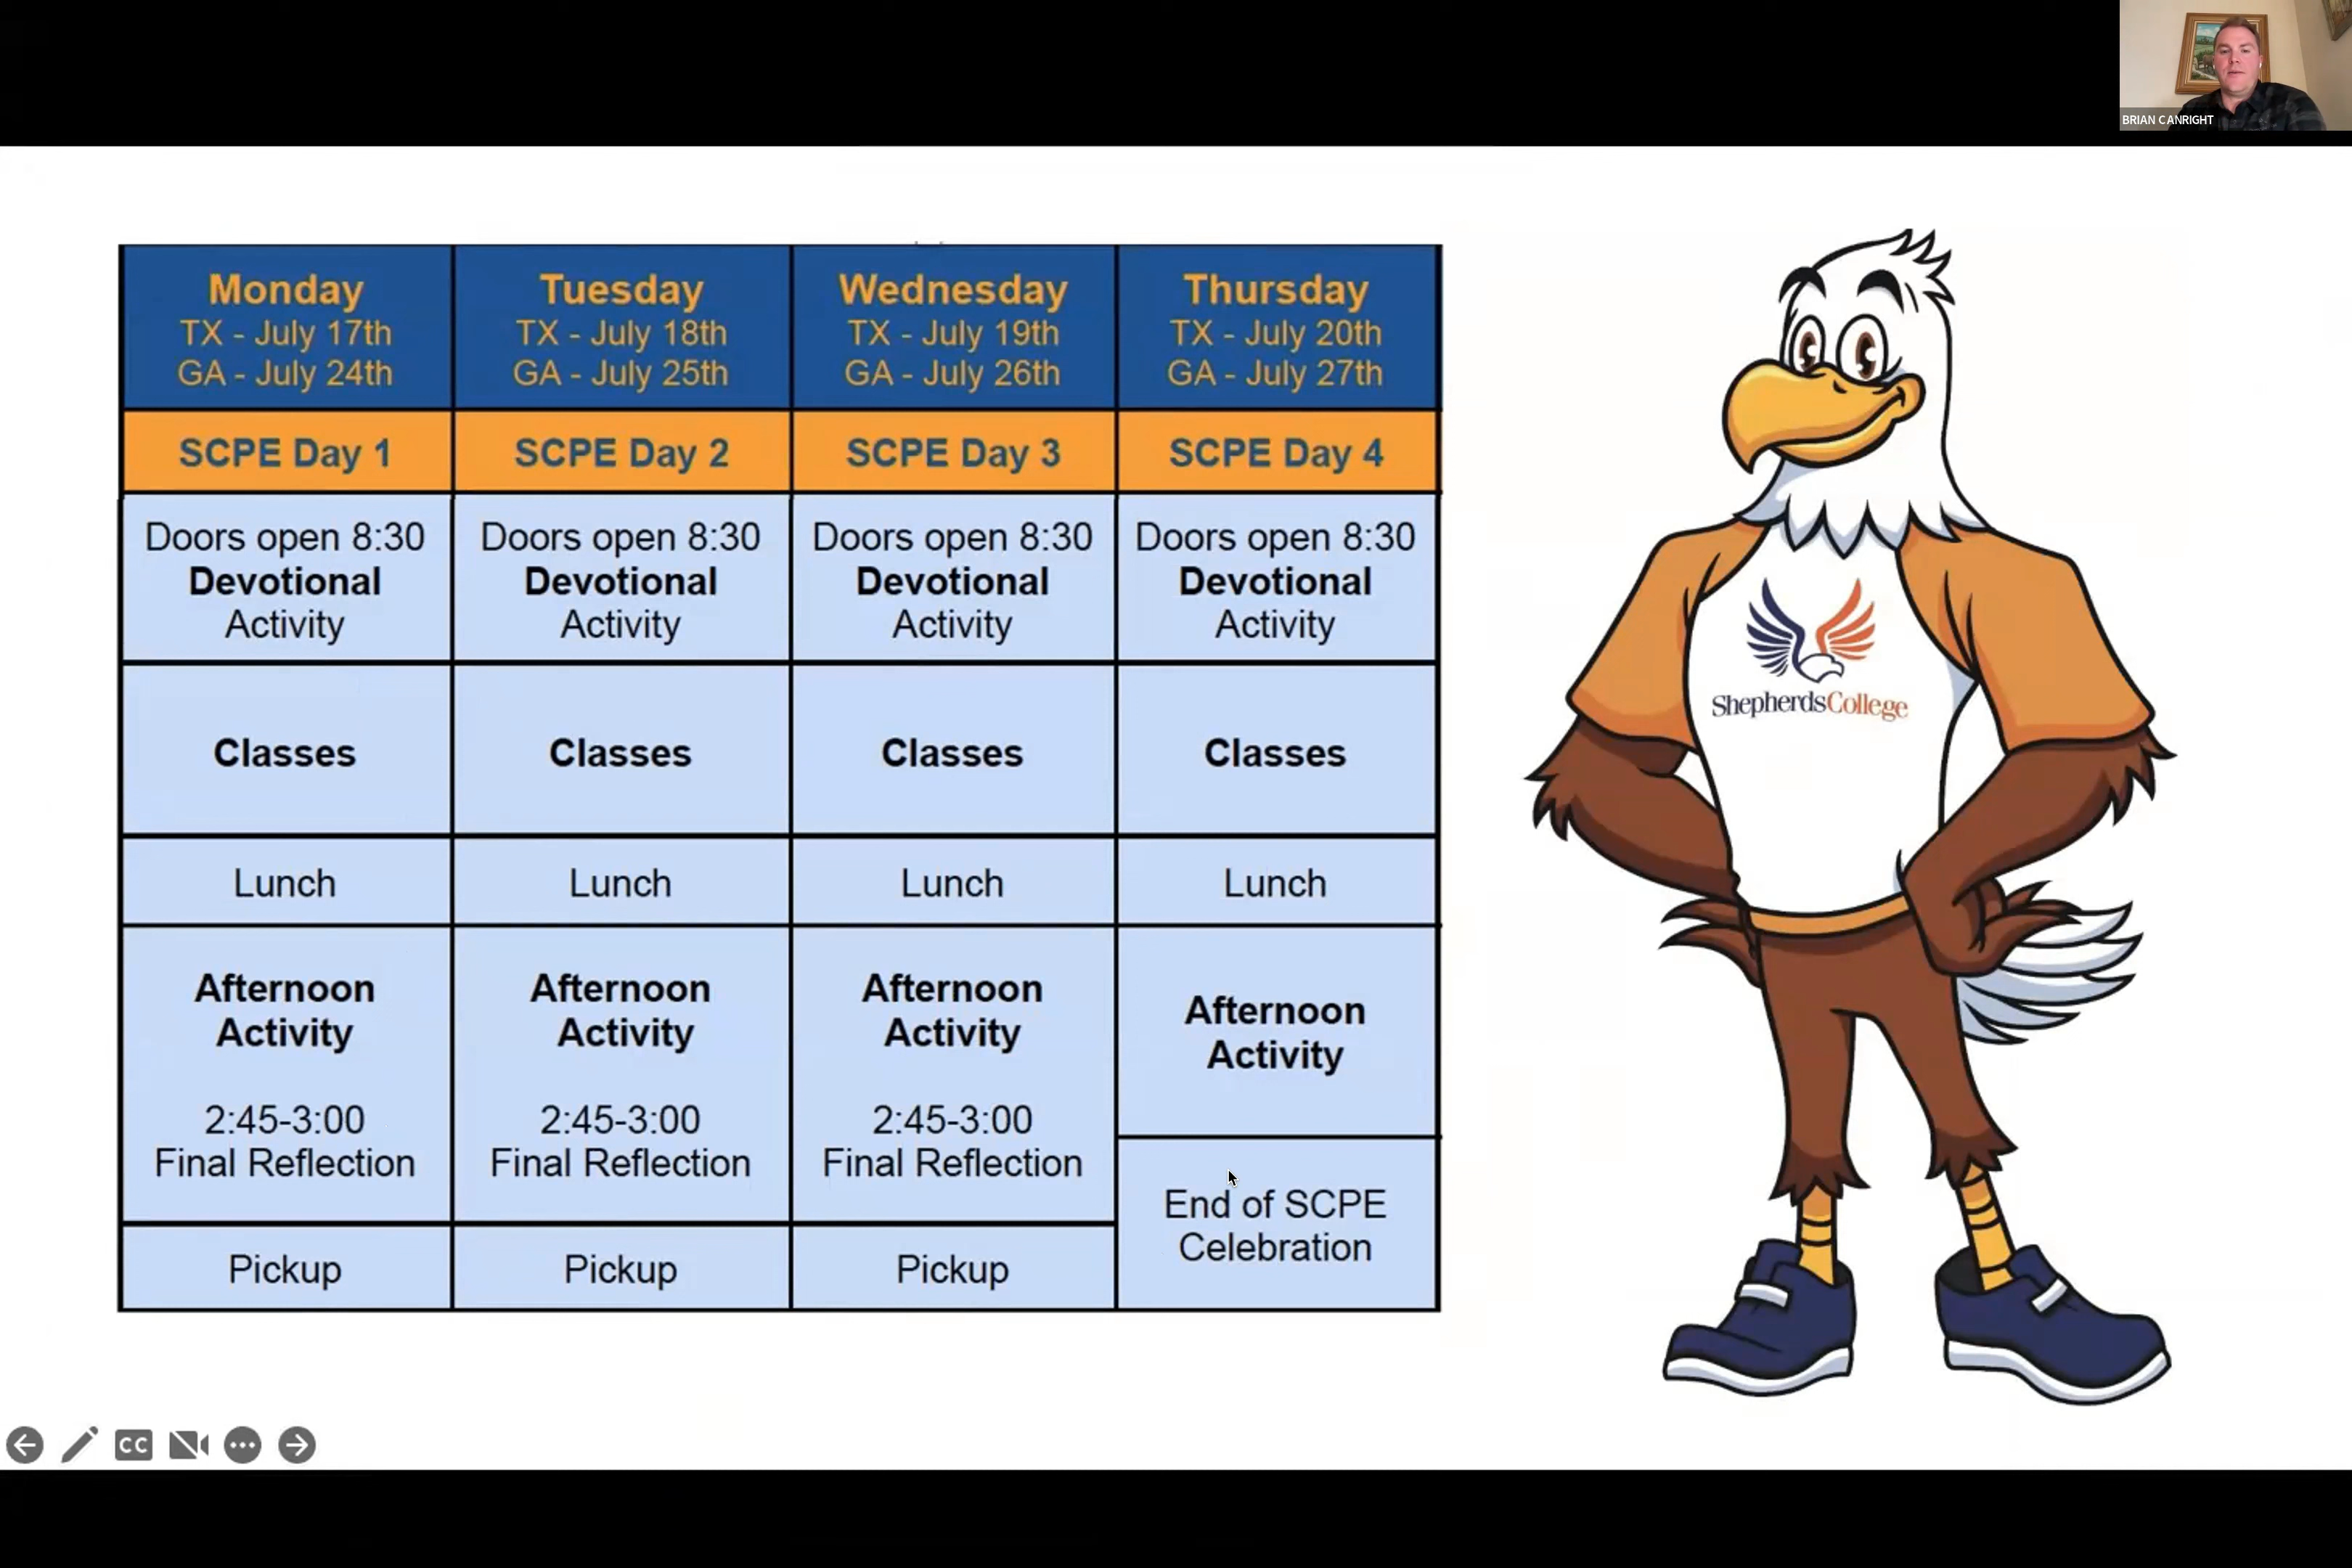 BRIAN CANRIGHT
Monday
TX - July 17th
GA - July 24th
Tuesday
TX - July 18th
GA - July 25th
Wednesday
TX - July 19th
GA - July 26th
Thursday
TX - July 20th
GA - July 27th
SCPE Day 1
SCPE Day 2
SCPE Day 3
SCPE Day 4
Doors open 8:30
Devotional
Activity
Doors open 8:30
Devotional
Activity
Doors open 8:30
Devotional
Activity
Doors open 8:30
Devotional
Activity
Classes
Classes
Classes
Classes
Lunch
Lunch
Lunch
Lunch
Afternoon
Activity
2:45-3:00
Final Reflection
Afternoon
Activity
2:45-3:00
Final Reflection
Afternoon
Activity
2:45-3:00
Final Reflection
Afternoon
Activity
Pickup
Pickup
Pickup
End of SCPE
Celebration
ShepherdsCollege
CC